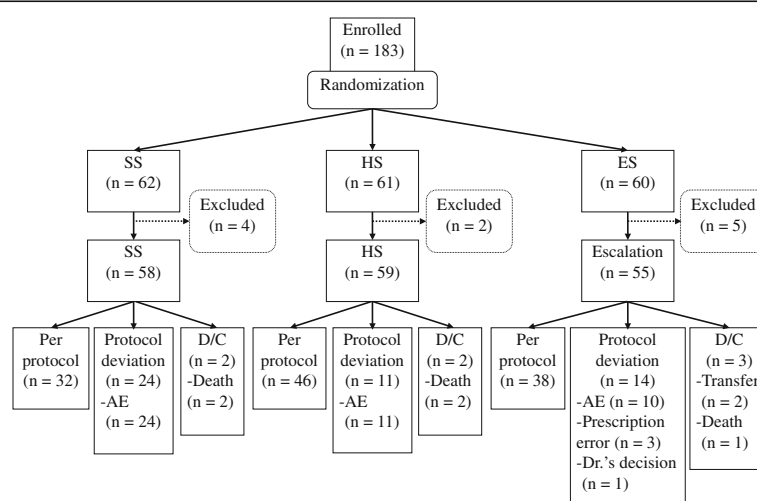 Enrolled
(n = 183)
Randomization
SS
(n = 62)
HS
(n = 61)
ES
(n = 60)
Excluded
(n = 4)
Excluded
(n = 2)
Excluded
(n = 5)
SS
(n = 58)
HS
(n = 59)
Escalation
(n = 55)
Per
protocol
(n = 32)
Protocol
deviation
(n = 24)
-AE
(n = 24)
D/C
(n = 2)
-Death
(n = 2)
Per
protocol
(n = 46)
Protocol
deviation
(n = 11)
-AE
(n = 11)
D/C
(n = 2)
-Death
(n = 2)
Per
protocol
(n = 38)
Protocol
deviation
(n = 14)
-AE (n = 10)
-Prescription
error (n = 3)
-Dr.'s decision
(n = 1)
D/C
(n = 3)
-Transfer
(n = 2)
-Death
(n = 1)